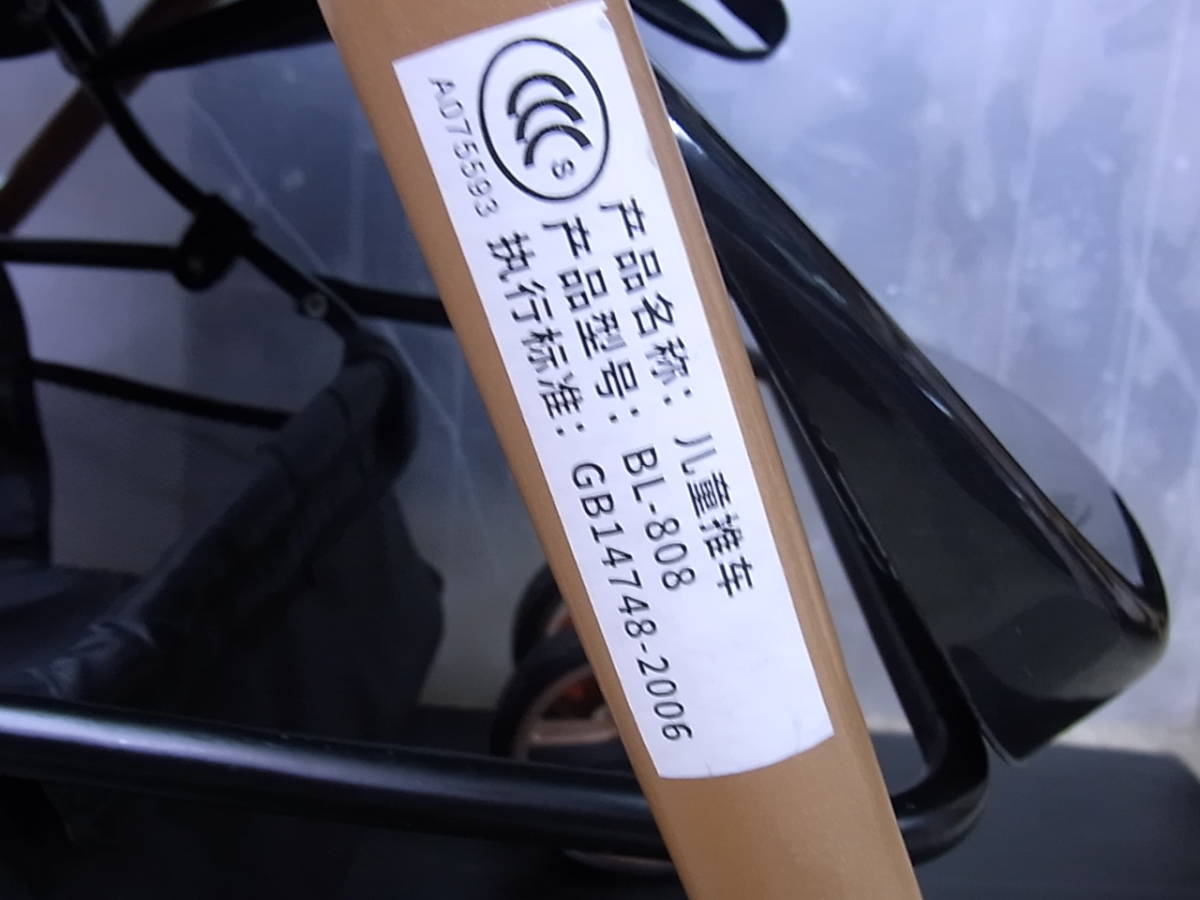 CCC S
A075593
产品名称：儿童推车
产品型号：BL-808
执行标准：GB14748-2006